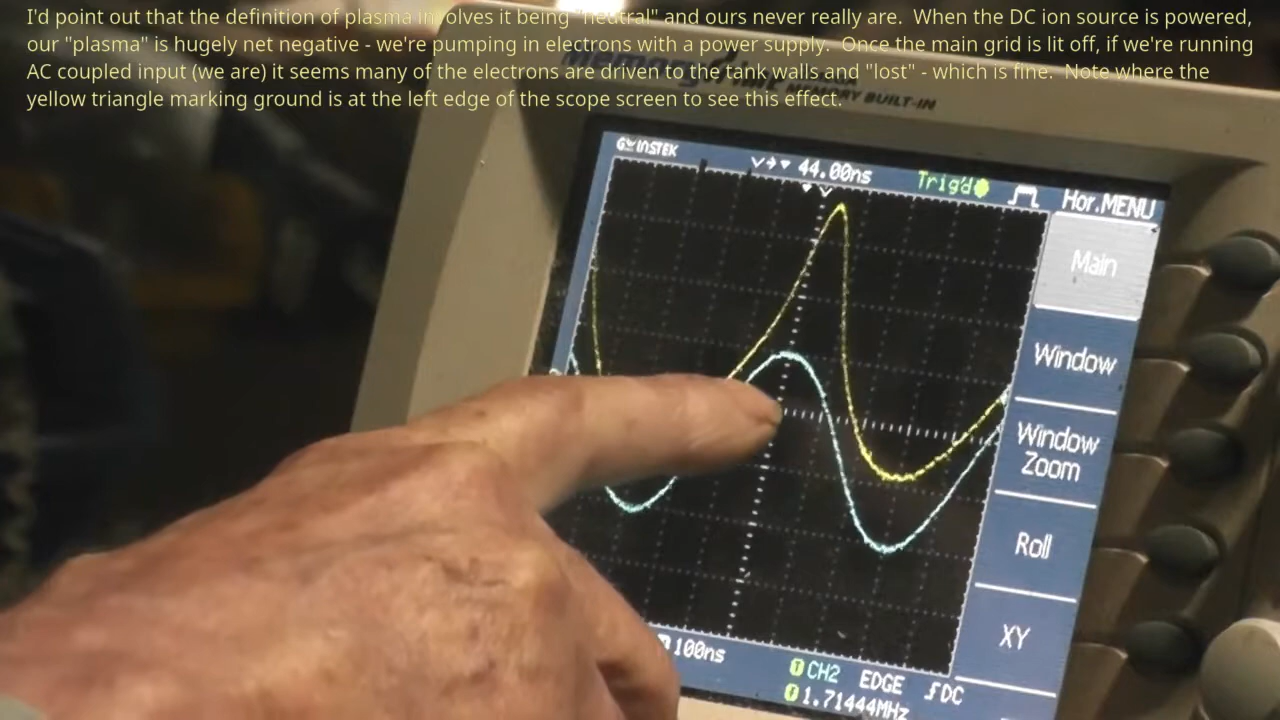 I'd point out that the definition of plasma involves it being "neutral" and ours never really are. When the DC ion source is powered,
our "plasma" is hugely net negative - we're pumping in electrons with a power supply. Once the main grid is lit off, if we're running
AC coupled input (we are) it seems many of the electrons are driven to the tank walls and "lost" - which is fine. Note where the
yellow triangle marking ground is at the left edge of the scope screen to see this effect.
MEMORY BUILT-IN
GW INSTEK
44.00ns
Trig'd
Hor.MENU
Main
Window
Window
Zoom
Roll
XY
100ns
CH2 EDGE DC
1.71444MHz